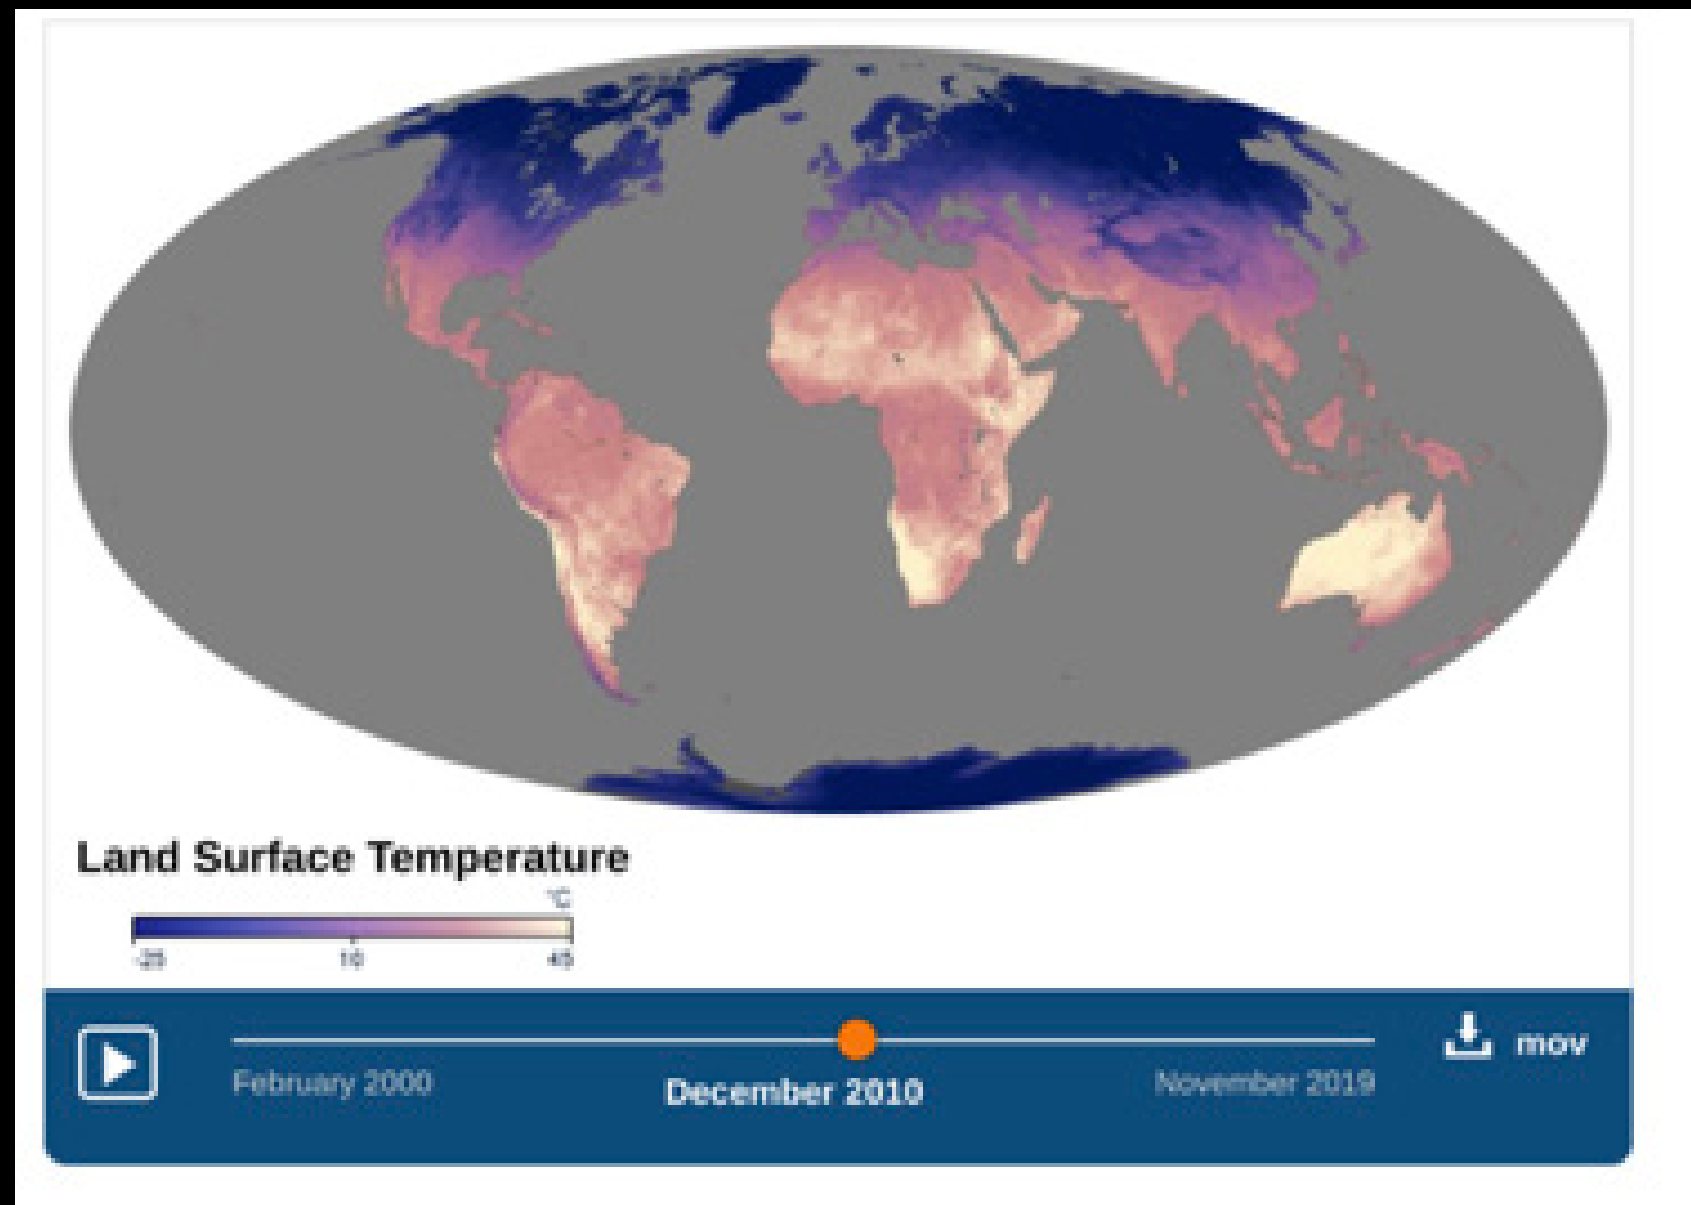 Land Surface Temperature
°C
-25 10 45
mov
February 2000 December 2010 November 2019